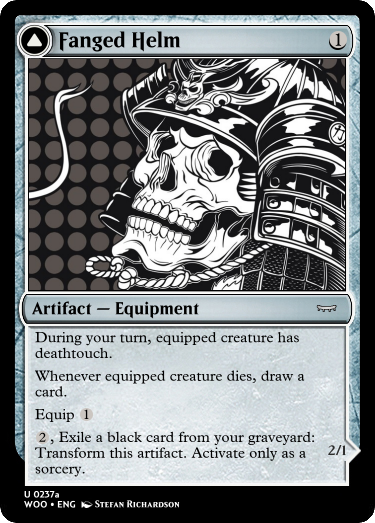 Fanged Helm 1
Artifact — Equipment
During your turn, equipped creature has
deathtouch.
Whenever equipped creature dies, draw a
card.
Equip 1
2, Exile a black card from your graveyard:
Transform this artifact. Activate only as a
sorcery.
2/1
U 0237a
WOO • ENG Stefan Richardson